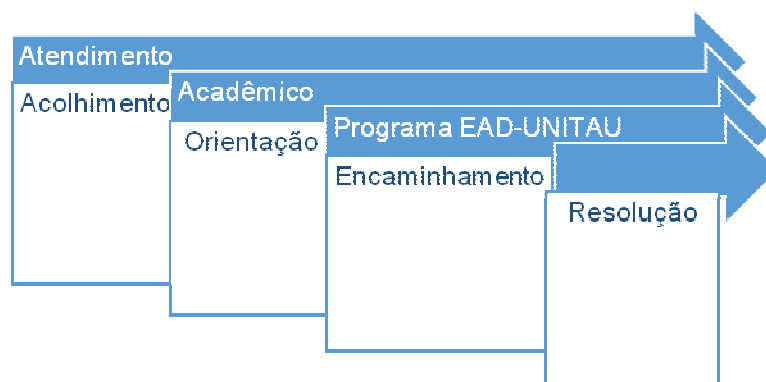 Atendimento
Acolhimento
Acadêmico
Orientação
Programa EAD-UNITAU
Encaminhamento
Resolução